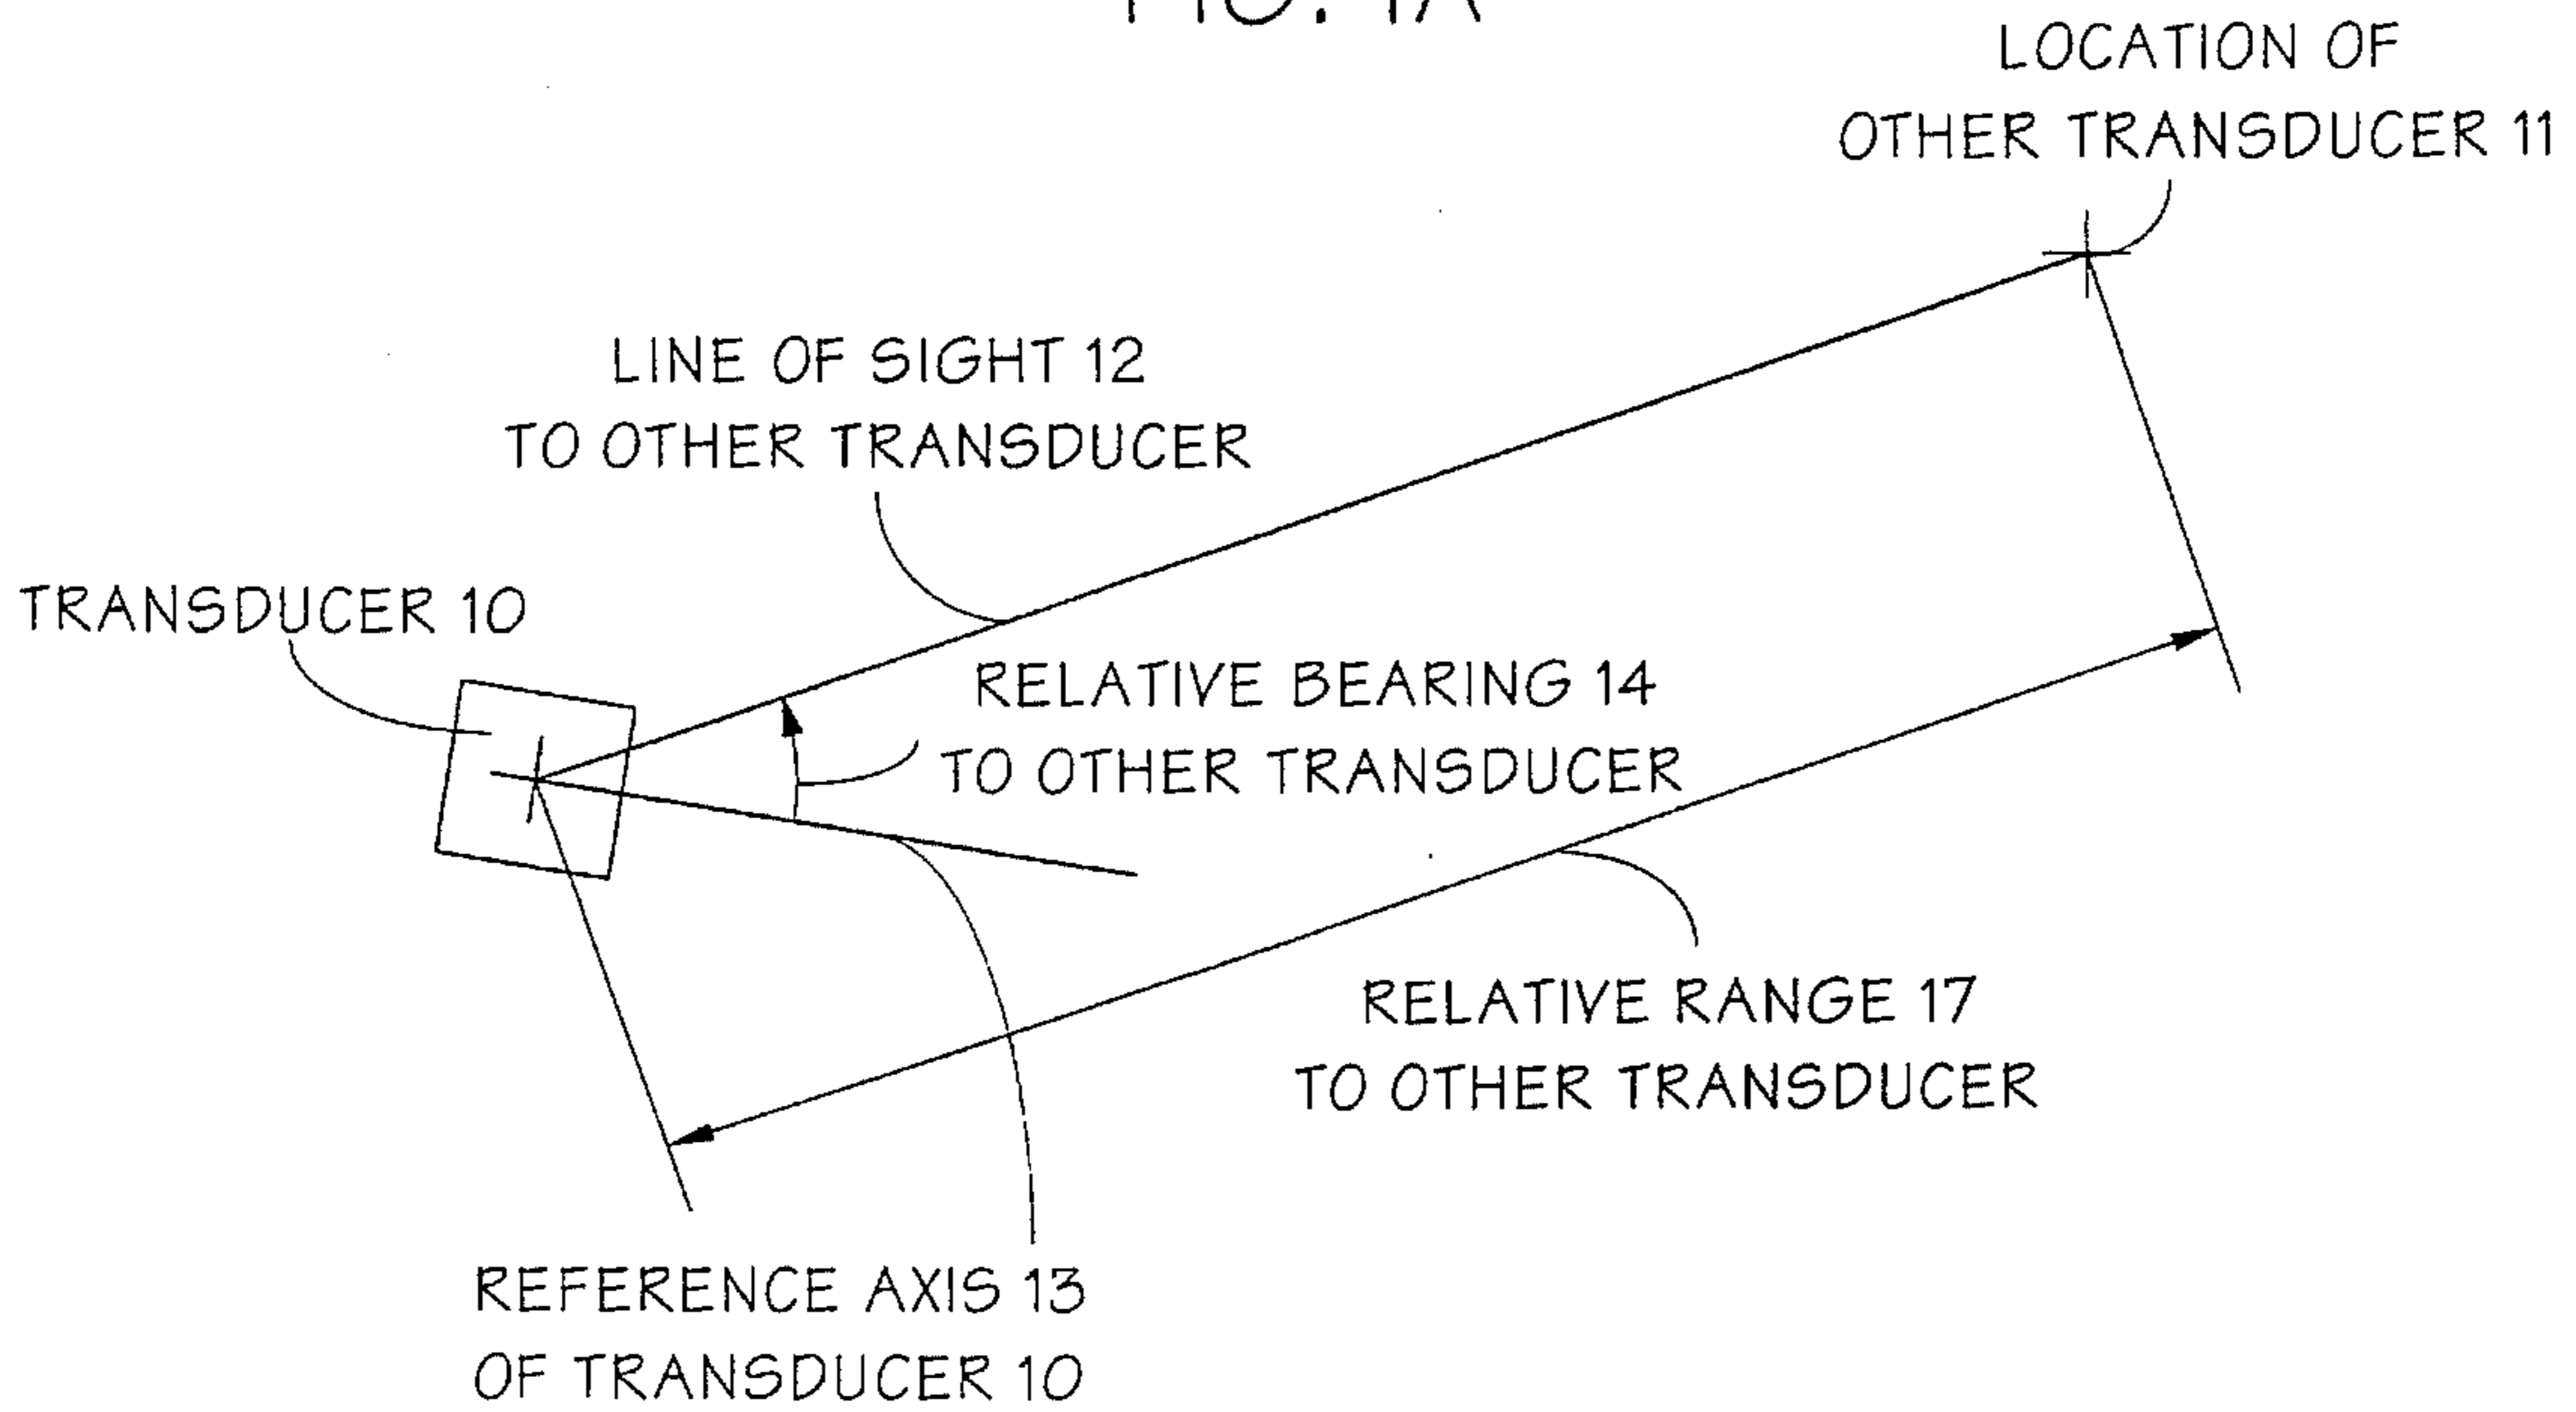 LOCATION OF
OTHER TRANSDUCER 11
LINE OF SIGHT 12
TO OTHER TRANSDUCER
TRANSDUCER 10
RELATIVE BEARING 14
TO OTHER TRANSDUCER
RELATIVE RANGE 17
TO OTHER TRANSDUCER
REFERENCE AXIS 13
OF TRANSDUCER 10